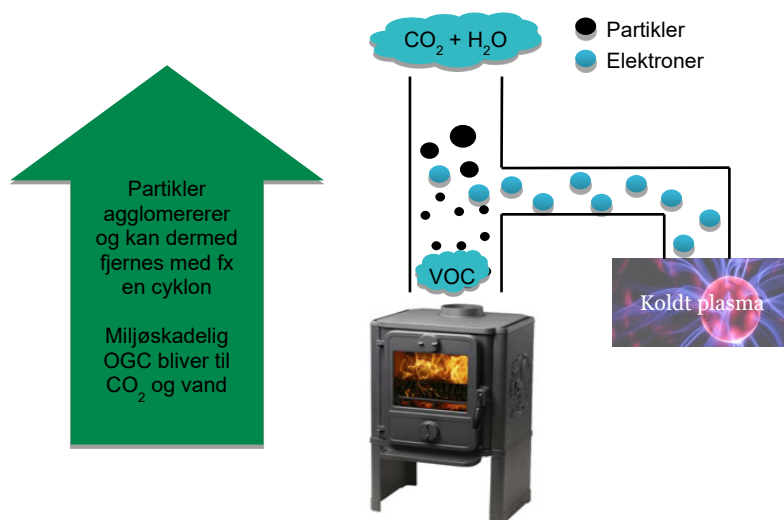 CO₂ + H₂O
Partikler
Elektroner
Partikler
agglomererer
og kan dermed
fjernes med fx
en cyklon
Miljøskadelig
OGC bliver til
CO₂ og vand
VOC
Koldt plasma